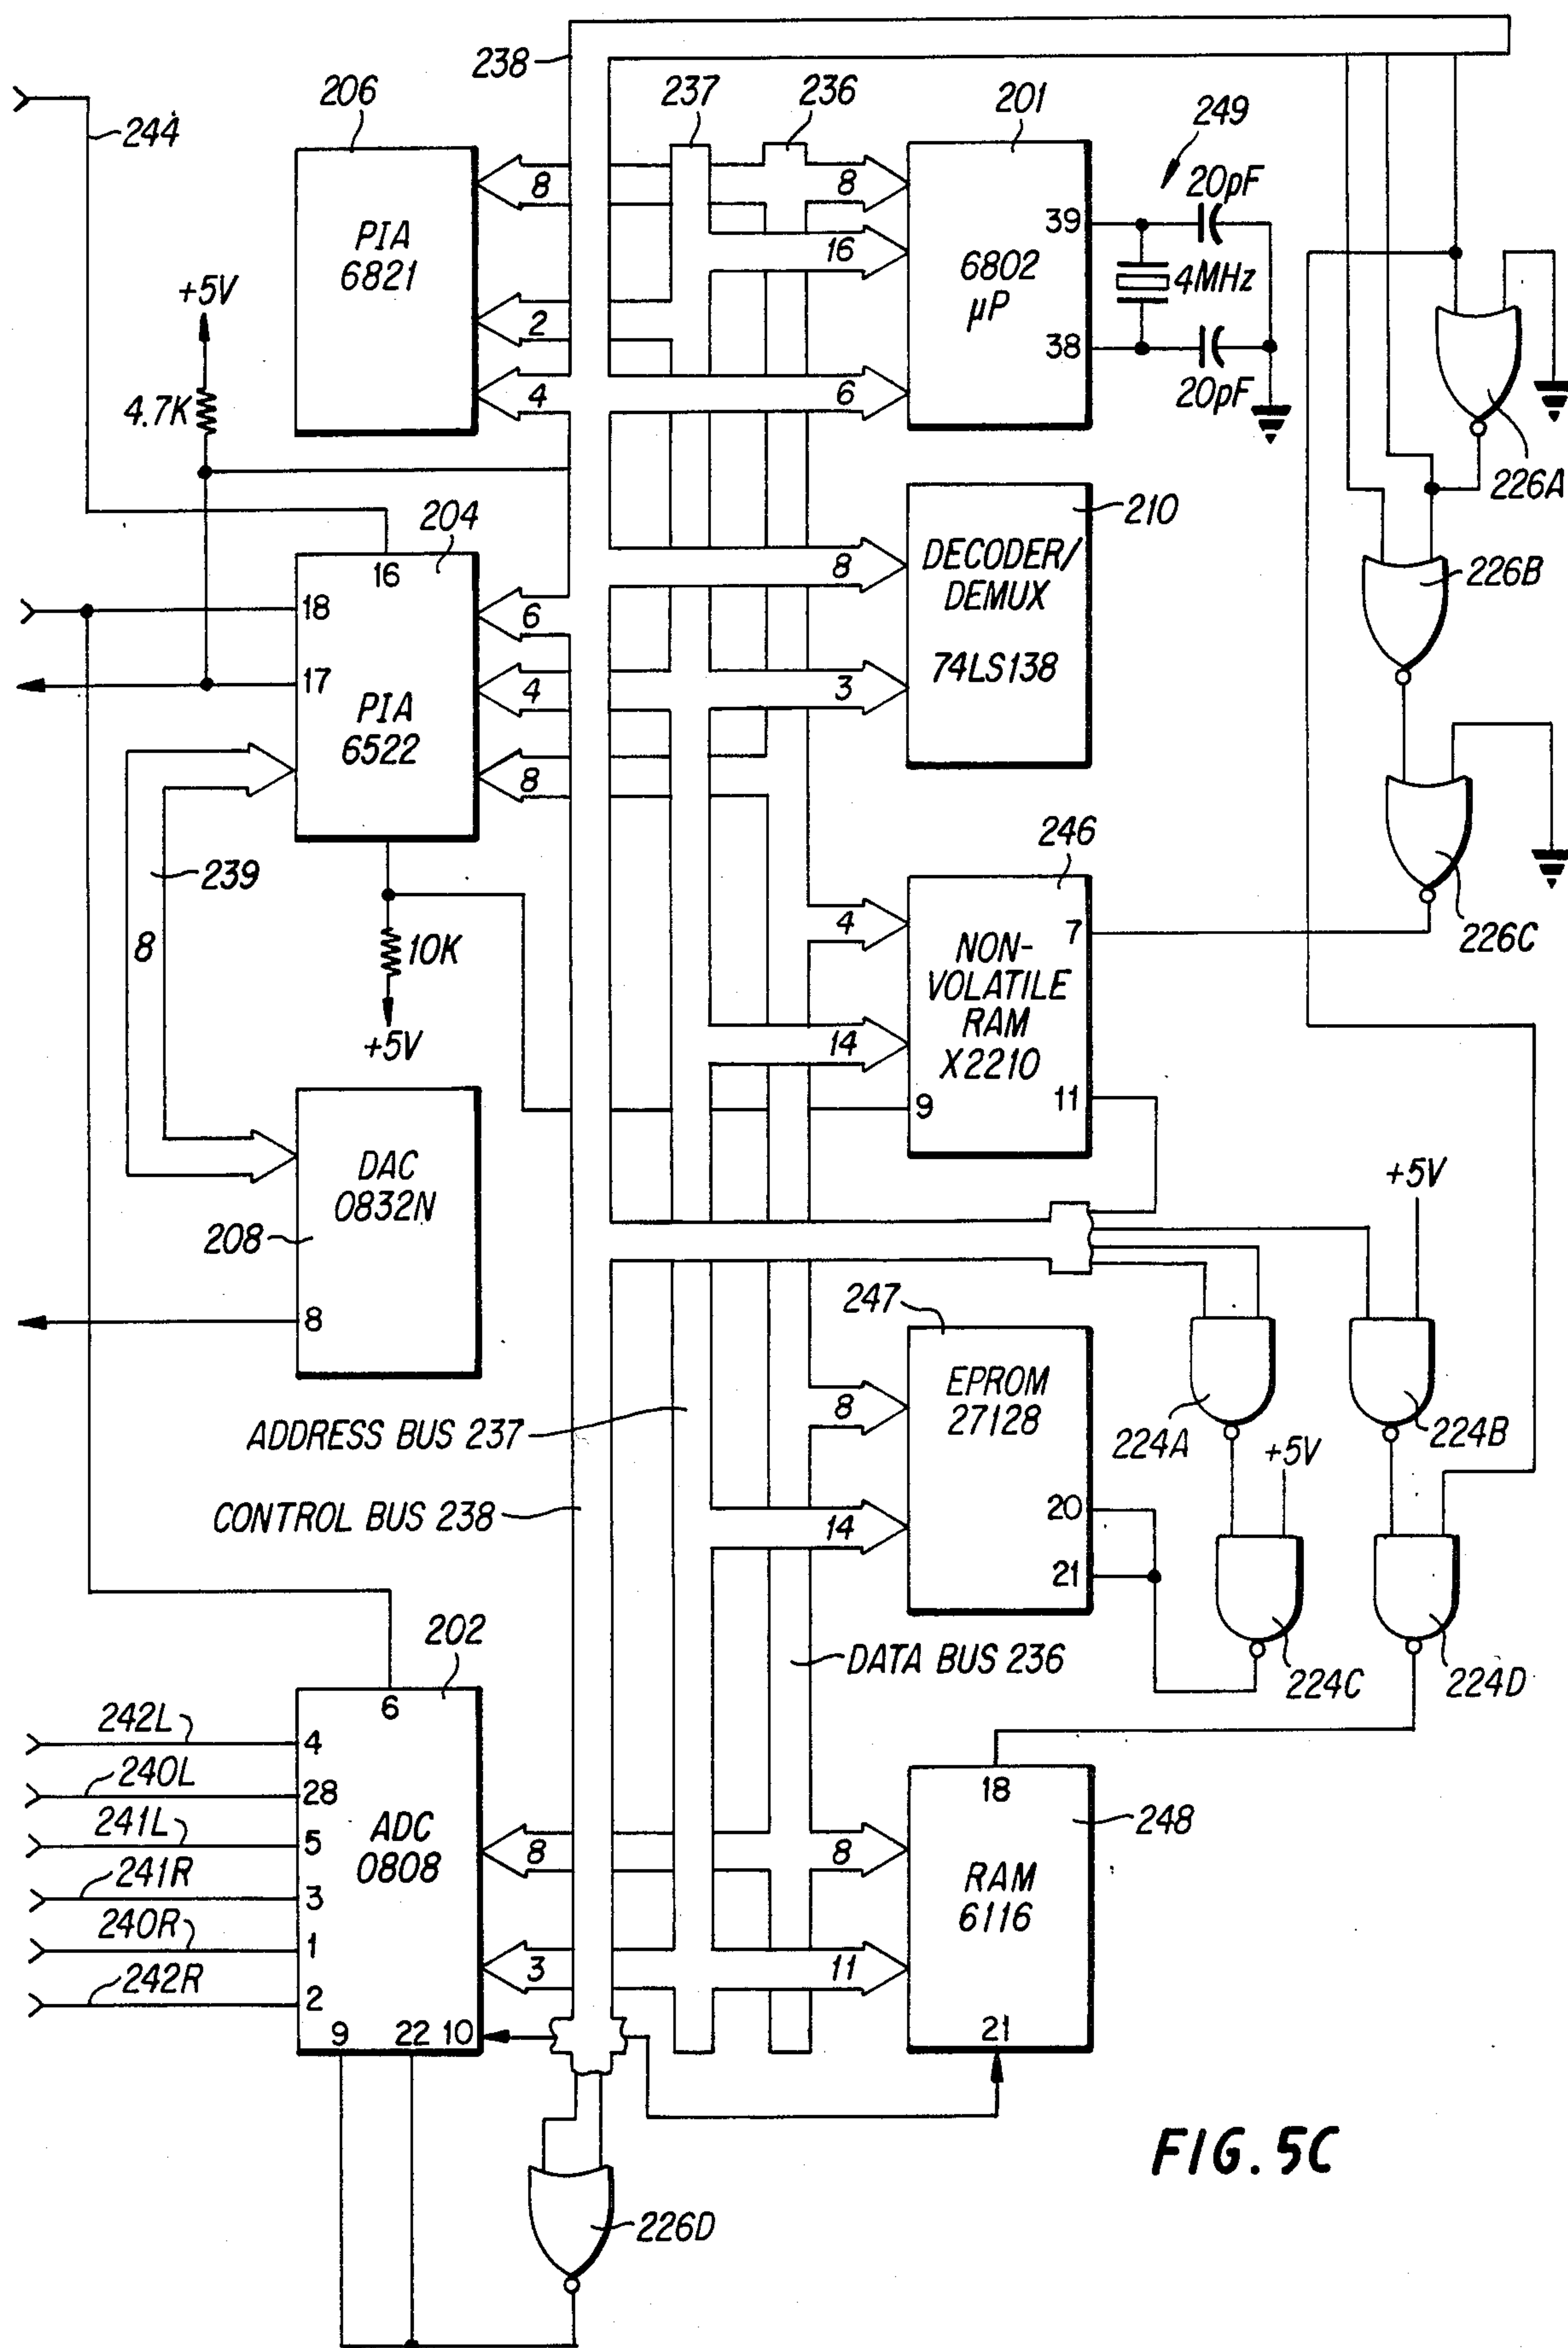 238
206
237
236
201
249
244
20pF
8
8
PIA
6821
39
16
6802
µP
4MHz
+5V
2
38
4.7K
4
6
20pF
226A
204
210
16
DECODER/
DEMUX
8
226B
18
6
74LS138
17
4
3
PIA
6522
8
246
239
4
7
8
10K
NON-
VOLATILE
RAM
X2210
226C
+5V
14
9
11
DAC
0832N
+5V
208
247
8
EPROM
27128
8
ADDRESS BUS 237
224A
224B
+5V
CONTROL BUS 238
20
14
21
202
DATA BUS 236
224C
224D
6
242L
4
240L
28
18
241L
5
ADC
0808
248
8
8
241R
3
RAM
6116
240R
1
3
11
242R
2
9
22
10
21
FIG. 5C
226D